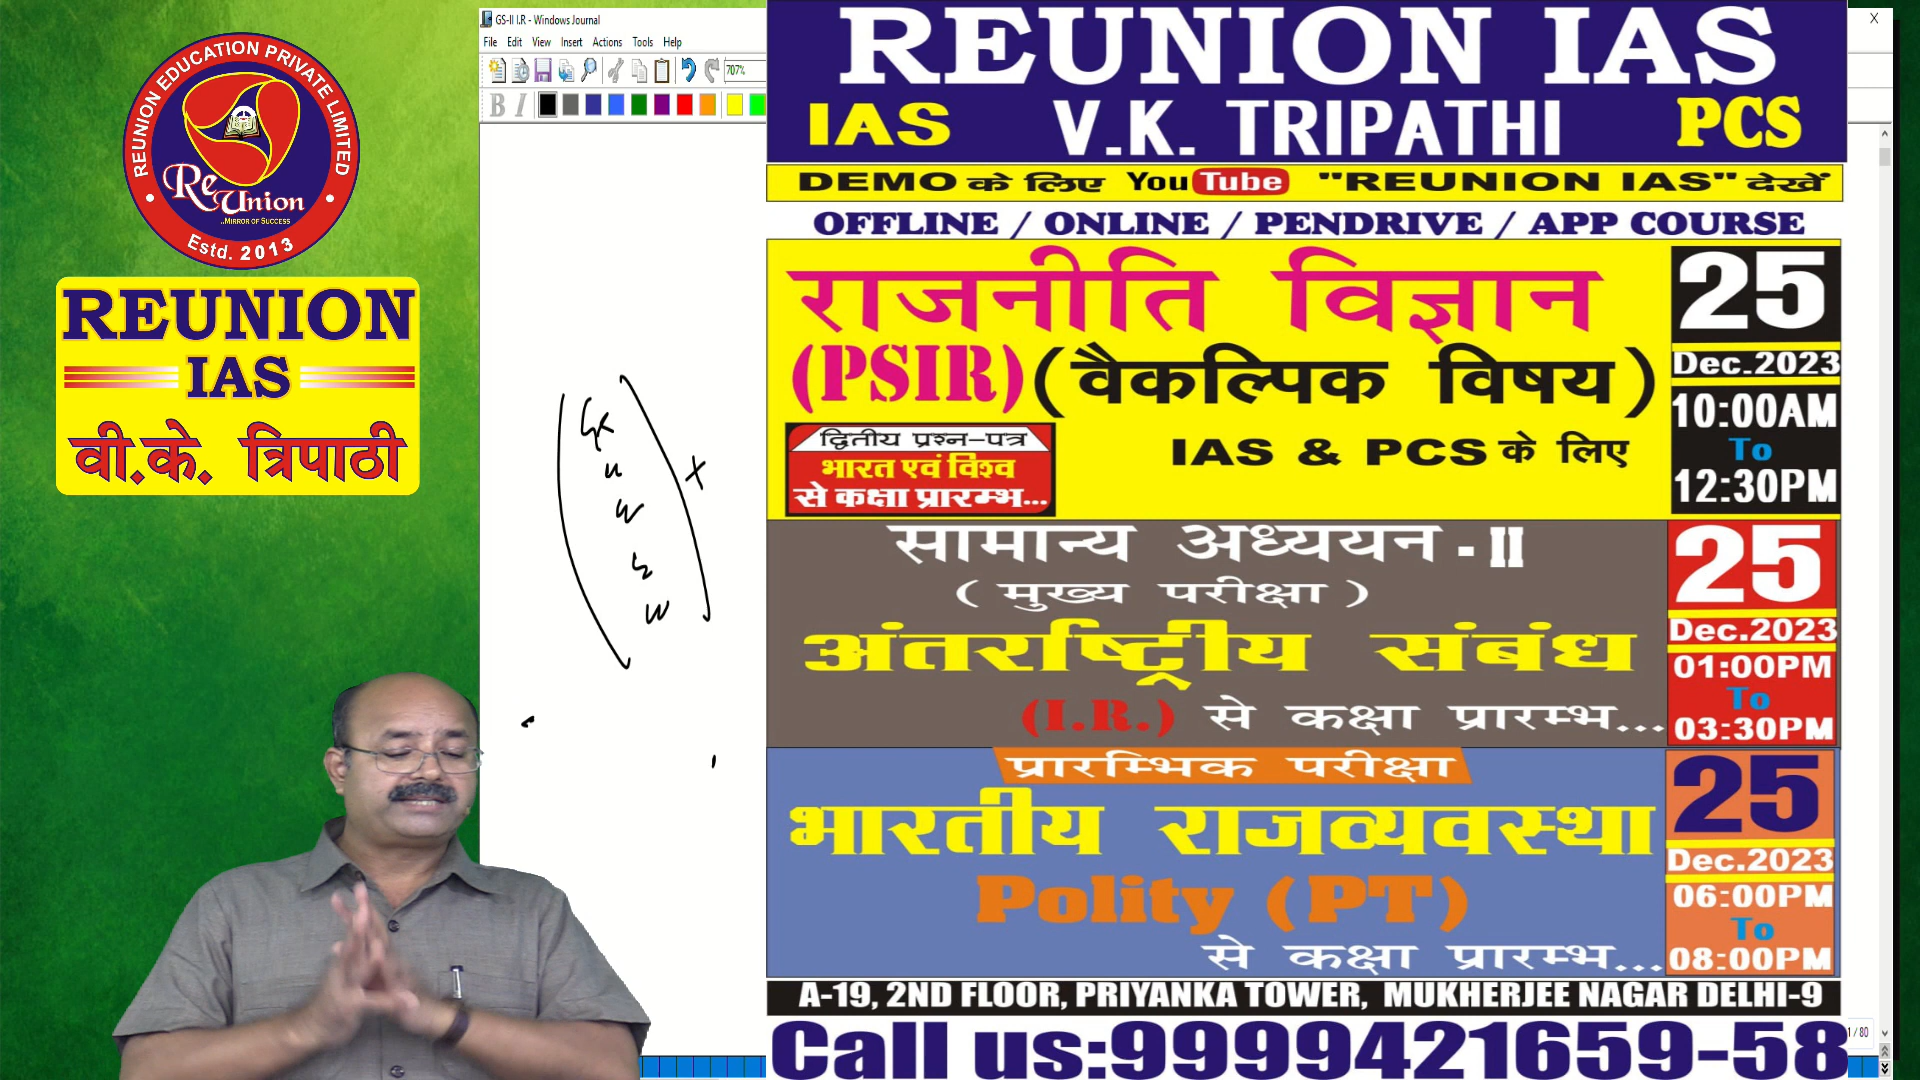 REUNION EDUCATION PRIVATE LIMITED
ReUnion
..MIRROR OF SUCCESS
Estd. 2013
REUNION
IAS
वी.के. त्रिपाठी
GS-II I.R - Windows Journal
File Edit View Insert Actions Tools Help
707%
B I
X
REUNION IAS
IAS V.K. TRIPATHI PCS
DEMO के लिए YouTube "REUNION IAS" देखें
OFFLINE / ONLINE / PENDRIVE / APP COURSE
राजनीति विज्ञान
(PSIR) (वैकल्पिक विषय)
द्वितीय प्रश्न-पत्र
भारत एवं विश्व
से कक्षा प्रारम्भ...
IAS & PCS के लिए
25
Dec.2023
10:00AM
To
12:30PM
सामान्य अध्ययन - II
( मुख्य परीक्षा )
अंतर्राष्ट्रीय संबंध
(I.R.) से कक्षा प्रारम्भ...
25
Dec.2023
01:00PM
To
03:30PM
प्रारम्भिक परीक्षा
भारतीय राजव्यवस्था
Polity (PT)
से कक्षा प्रारम्भ...
25
Dec.2023
06:00PM
To
08:00PM
A-19, 2ND FLOOR, PRIYANKA TOWER, MUKHERJEE NAGAR DELHI-9
Call us:9999421659-58
1 / 80